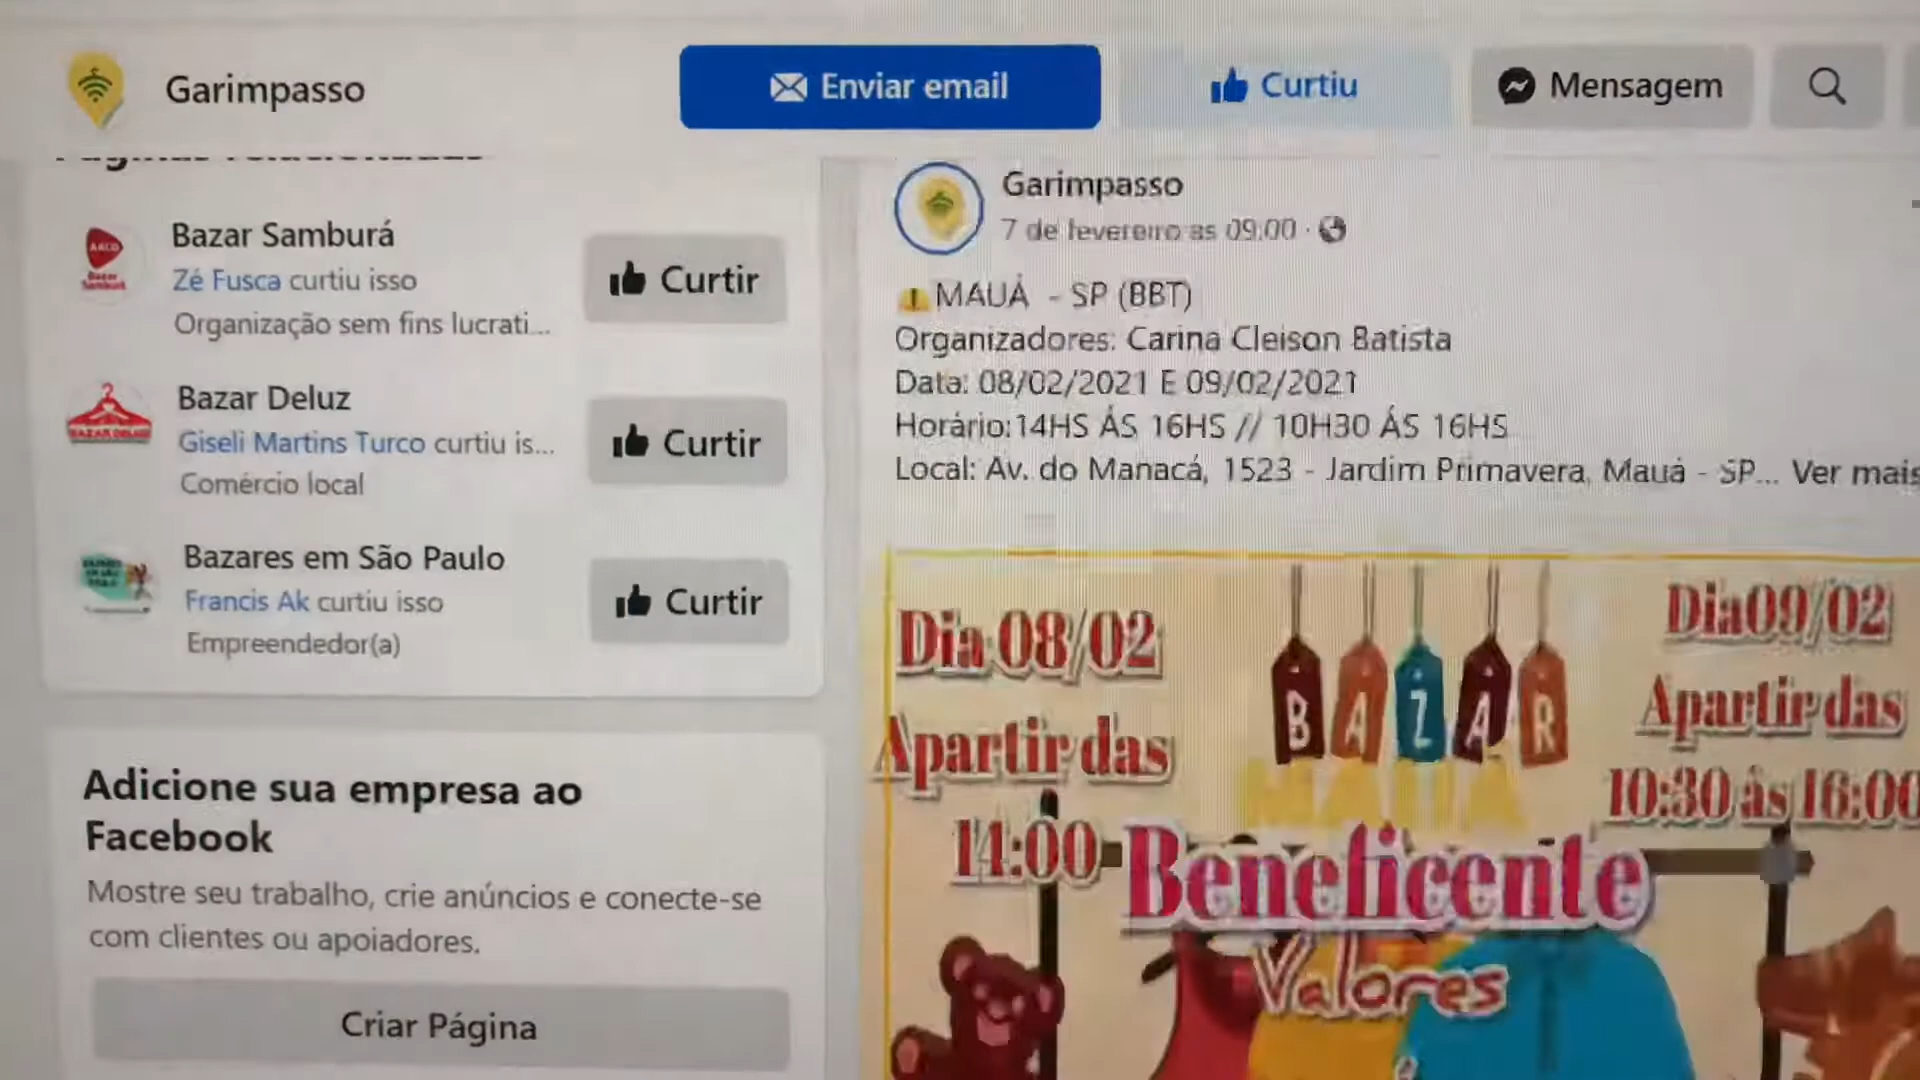 Garimpasso
Enviar email
Curtiu
Mensagem
Bazar Samburá
Zé Fusca curtiu isso
Organização sem fins lucrati...
Curtir
Bazar Deluz
Giseli Martins Turco curtiu is...
Comércio local
Curtir
Bazares em São Paulo
Francis Ak curtiu isso
Empreendedor(a)
Curtir
Adicione sua empresa ao
Facebook
Mostre seu trabalho, crie anúncios e conecte-se
com clientes ou apoiadores.
Criar Página
Garimpasso
7 de fevereiro às 09:00
MAUÁ - SP (BBT)
Organizadores: Carina Cleison Batista
Data: 08/02/2021 E 09/02/2021
Horário:14HS ÁS 16HS // 10H30 ÁS 16HS
Local: Av. do Manacá, 1523 - Jardim Primavera, Mauá - SP... Ver mais
Dia 08/02
Apartir das
14:00
BAZAR
Dia09/02
Apartir das
10:30 ás 16:00
Beneficente
Valores